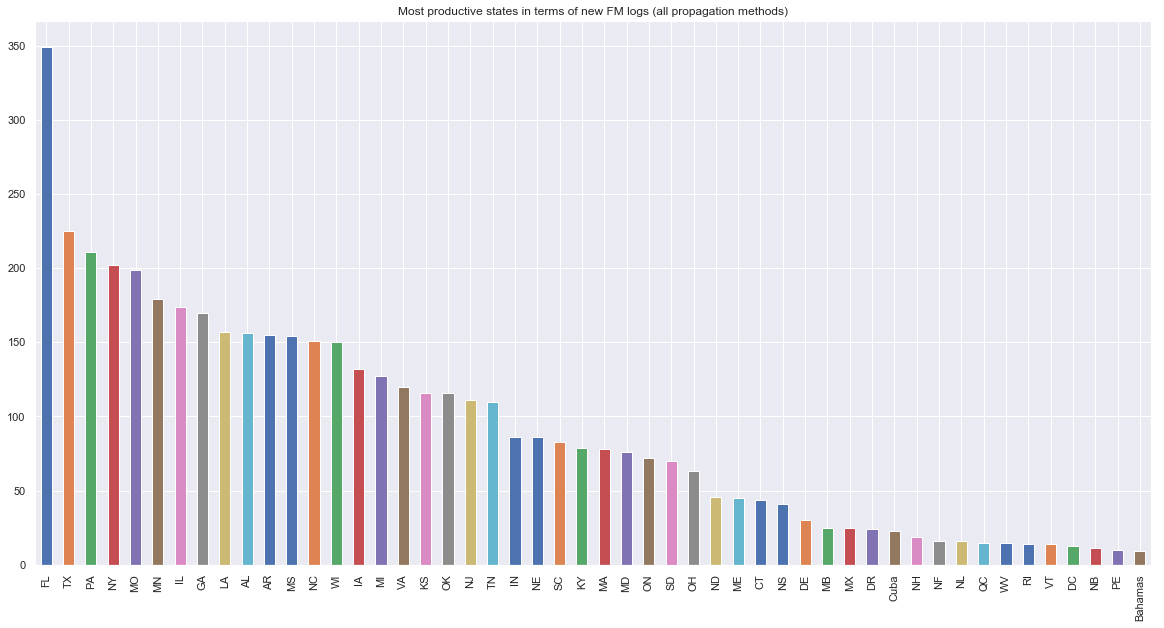 Most productive states in terms of new FM logs (all propagation methods)
350
300
250
200
150
100
50
0
FL
TX
PA
NY
MO
MN
IL
GA
LA
AL
AR
MS
NC
WI
IA
MI
VA
KS
OK
NJ
TN
IN
NE
SC
KY
MA
MD
ON
SD
OH
ND
ME
CT
NS
DE
MB
MX
DR
Cuba
NH
NF
NL
QC
WV
RI
VT
DC
NB
PE
Bahamas